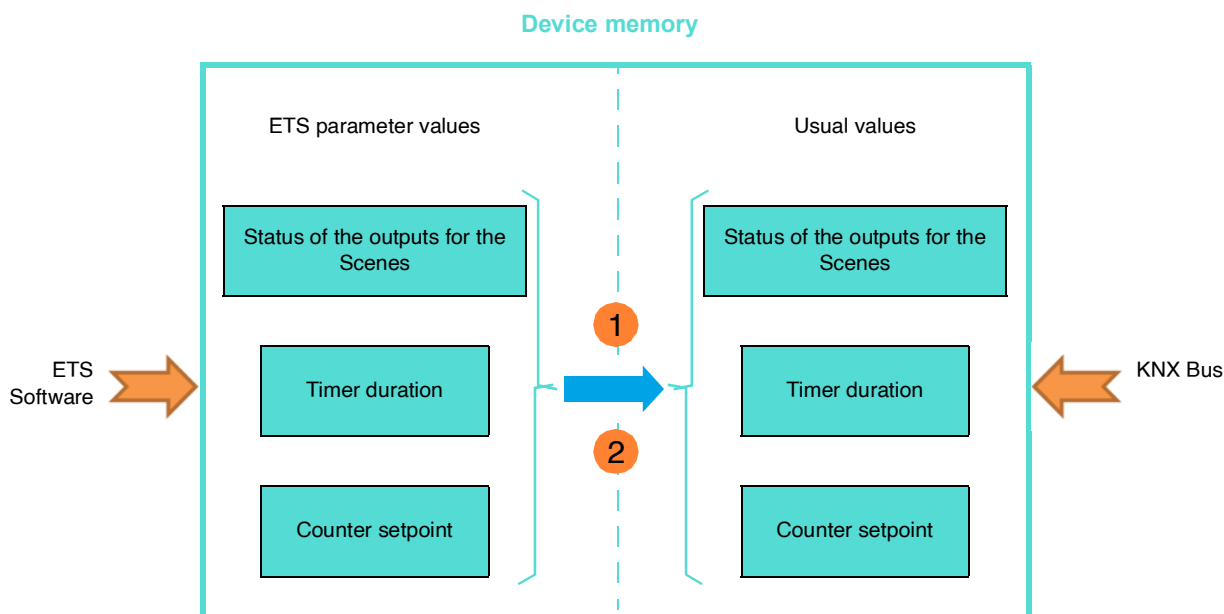 Device memory
ETS parameter values
Usual values
Status of the outputs for the
Scenes
Status of the outputs for the
Scenes
1
ETS
Software
Timer duration
Timer duration
KNX Bus
2
Counter setpoint
Counter setpoint